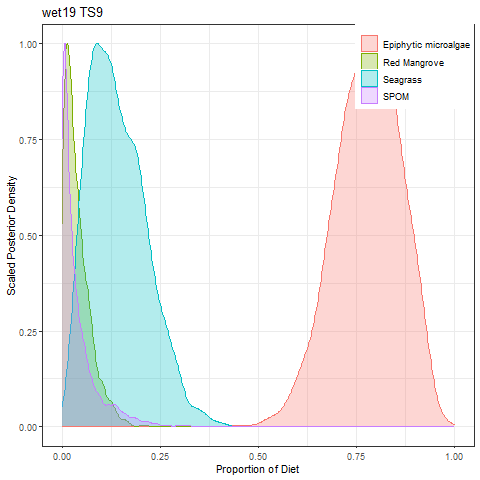 wet19 TS9
Epiphytic microalgae
Red Mangrove
Seagrass
SPOM
Scaled Posterior Density
1.00
0.75
0.50
0.25
0.00
0.00 0.25 0.50 0.75 1.00
Proportion of Diet